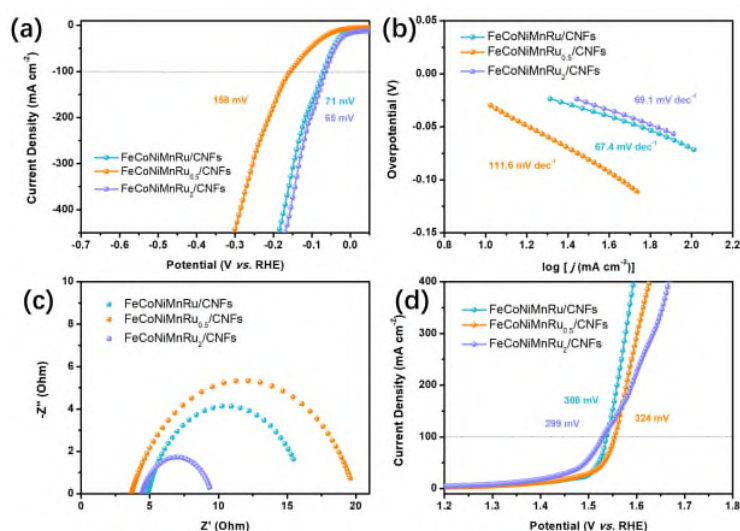 (a)
0
-100
-200
-300
-400
Current Density (mA cm⁻²)
158 mV
71 mV
65 mV
FeCoNiMnRu/CNFs
FeCoNiMnRu₀.₅/CNFs
FeCoNiMnRu₂/CNFs
-0.7 -0.6 -0.5 -0.4 -0.3 -0.2 -0.1 0.0
Potential (V vs. RHE)
(b)
0.05
0.00
-0.05
-0.10
-0.15
Overpotential (V)
FeCoNiMnRu/CNFs
FeCoNiMnRu₀.₅/CNFs
FeCoNiMnRu₂/CNFs
69.1 mV dec⁻¹
67.4 mV dec⁻¹
111.6 mV dec⁻¹
0.8 1.0 1.2 1.4 1.6 1.8 2.0 2.2
log [ j (mA cm⁻²)]
(c)
10
8
6
4
2
0
-Z'' (Ohm)
FeCoNiMnRu/CNFs
FeCoNiMnRu₀.₅/CNFs
FeCoNiMnRu₂/CNFs
0 5 10 15 20
Z' (Ohm)
(d)
400
300
200
100
0
Current Density (mA cm⁻²)
FeCoNiMnRu/CNFs
FeCoNiMnRu₀.₅/CNFs
FeCoNiMnRu₂/CNFs
308 mV
299 mV
324 mV
1.2 1.3 1.4 1.5 1.6 1.7 1.8
Potential (V vs. RHE)